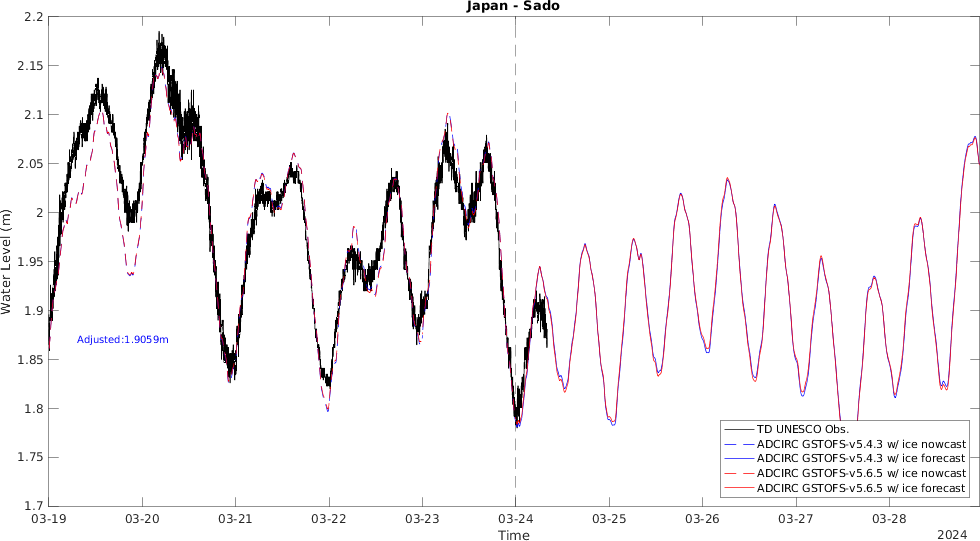 Japan - Sado
2.2
2.15
2.1
2.05
2
1.95
1.9
1.85
1.8
1.75
1.7
Water Level (m)
Adjusted:1.9059m
TD UNESCO Obs.
ADCIRC GSTOFS-v5.4.3 w/ ice nowcast
ADCIRC GSTOFS-v5.4.3 w/ ice forecast
ADCIRC GSTOFS-v5.6.5 w/ ice nowcast
ADCIRC GSTOFS-v5.6.5 w/ ice forecast
03-19 03-20 03-21 03-22 03-23 03-24 03-25 03-26 03-27 03-28
Time
2024